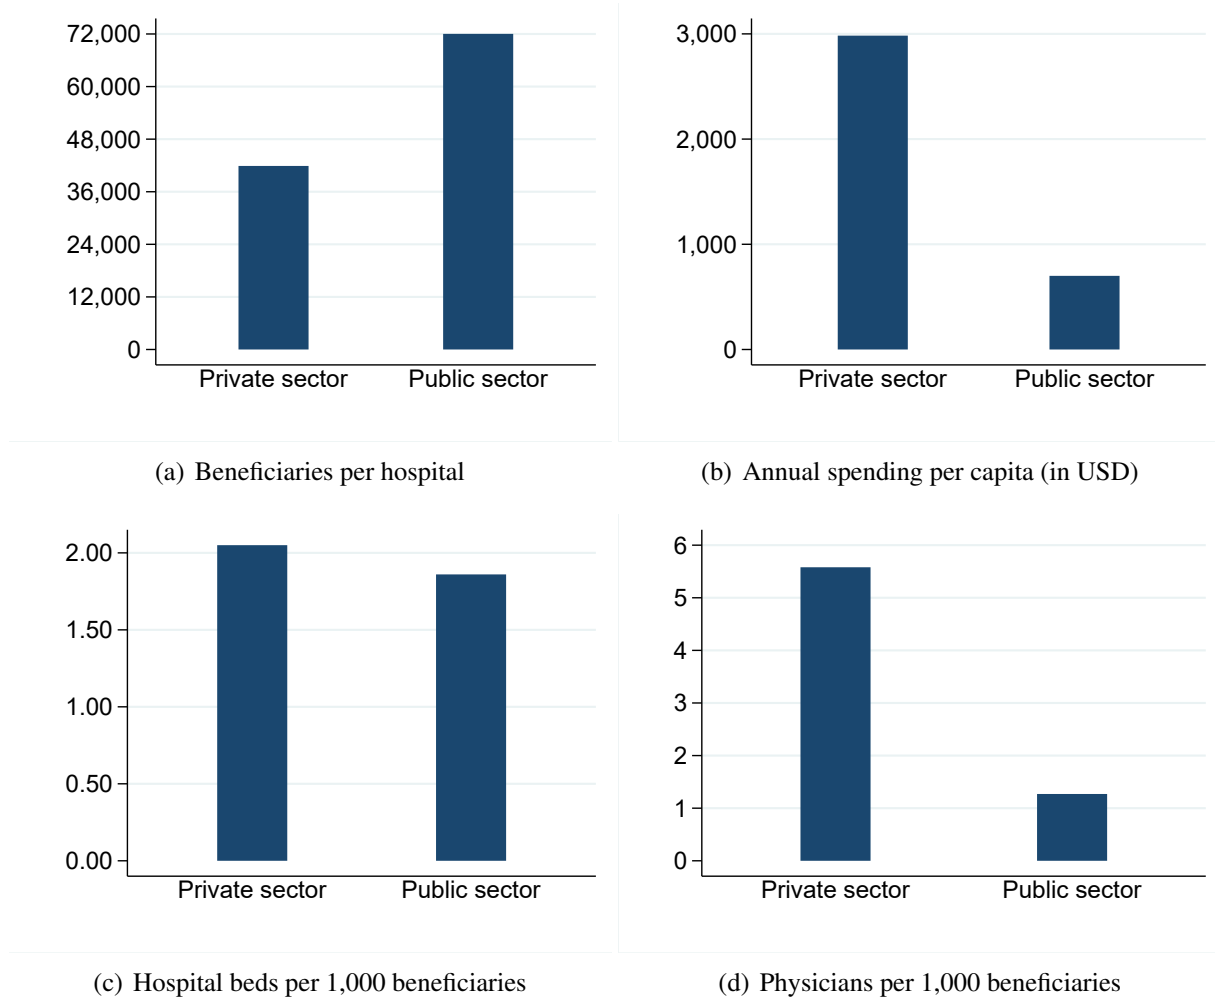 72,000
60,000
48,000
36,000
24,000
12,000
0
Private sector Public sector
(a) Beneficiaries per hospital
3,000
2,000
1,000
0
Private sector Public sector
(b) Annual spending per capita (in USD)
2.00
1.50
1.00
0.50
0.00
Private sector Public sector
(c) Hospital beds per 1,000 beneficiaries
6
5
4
3
2
1
0
Private sector Public sector
(d) Physicians per 1,000 beneficiaries